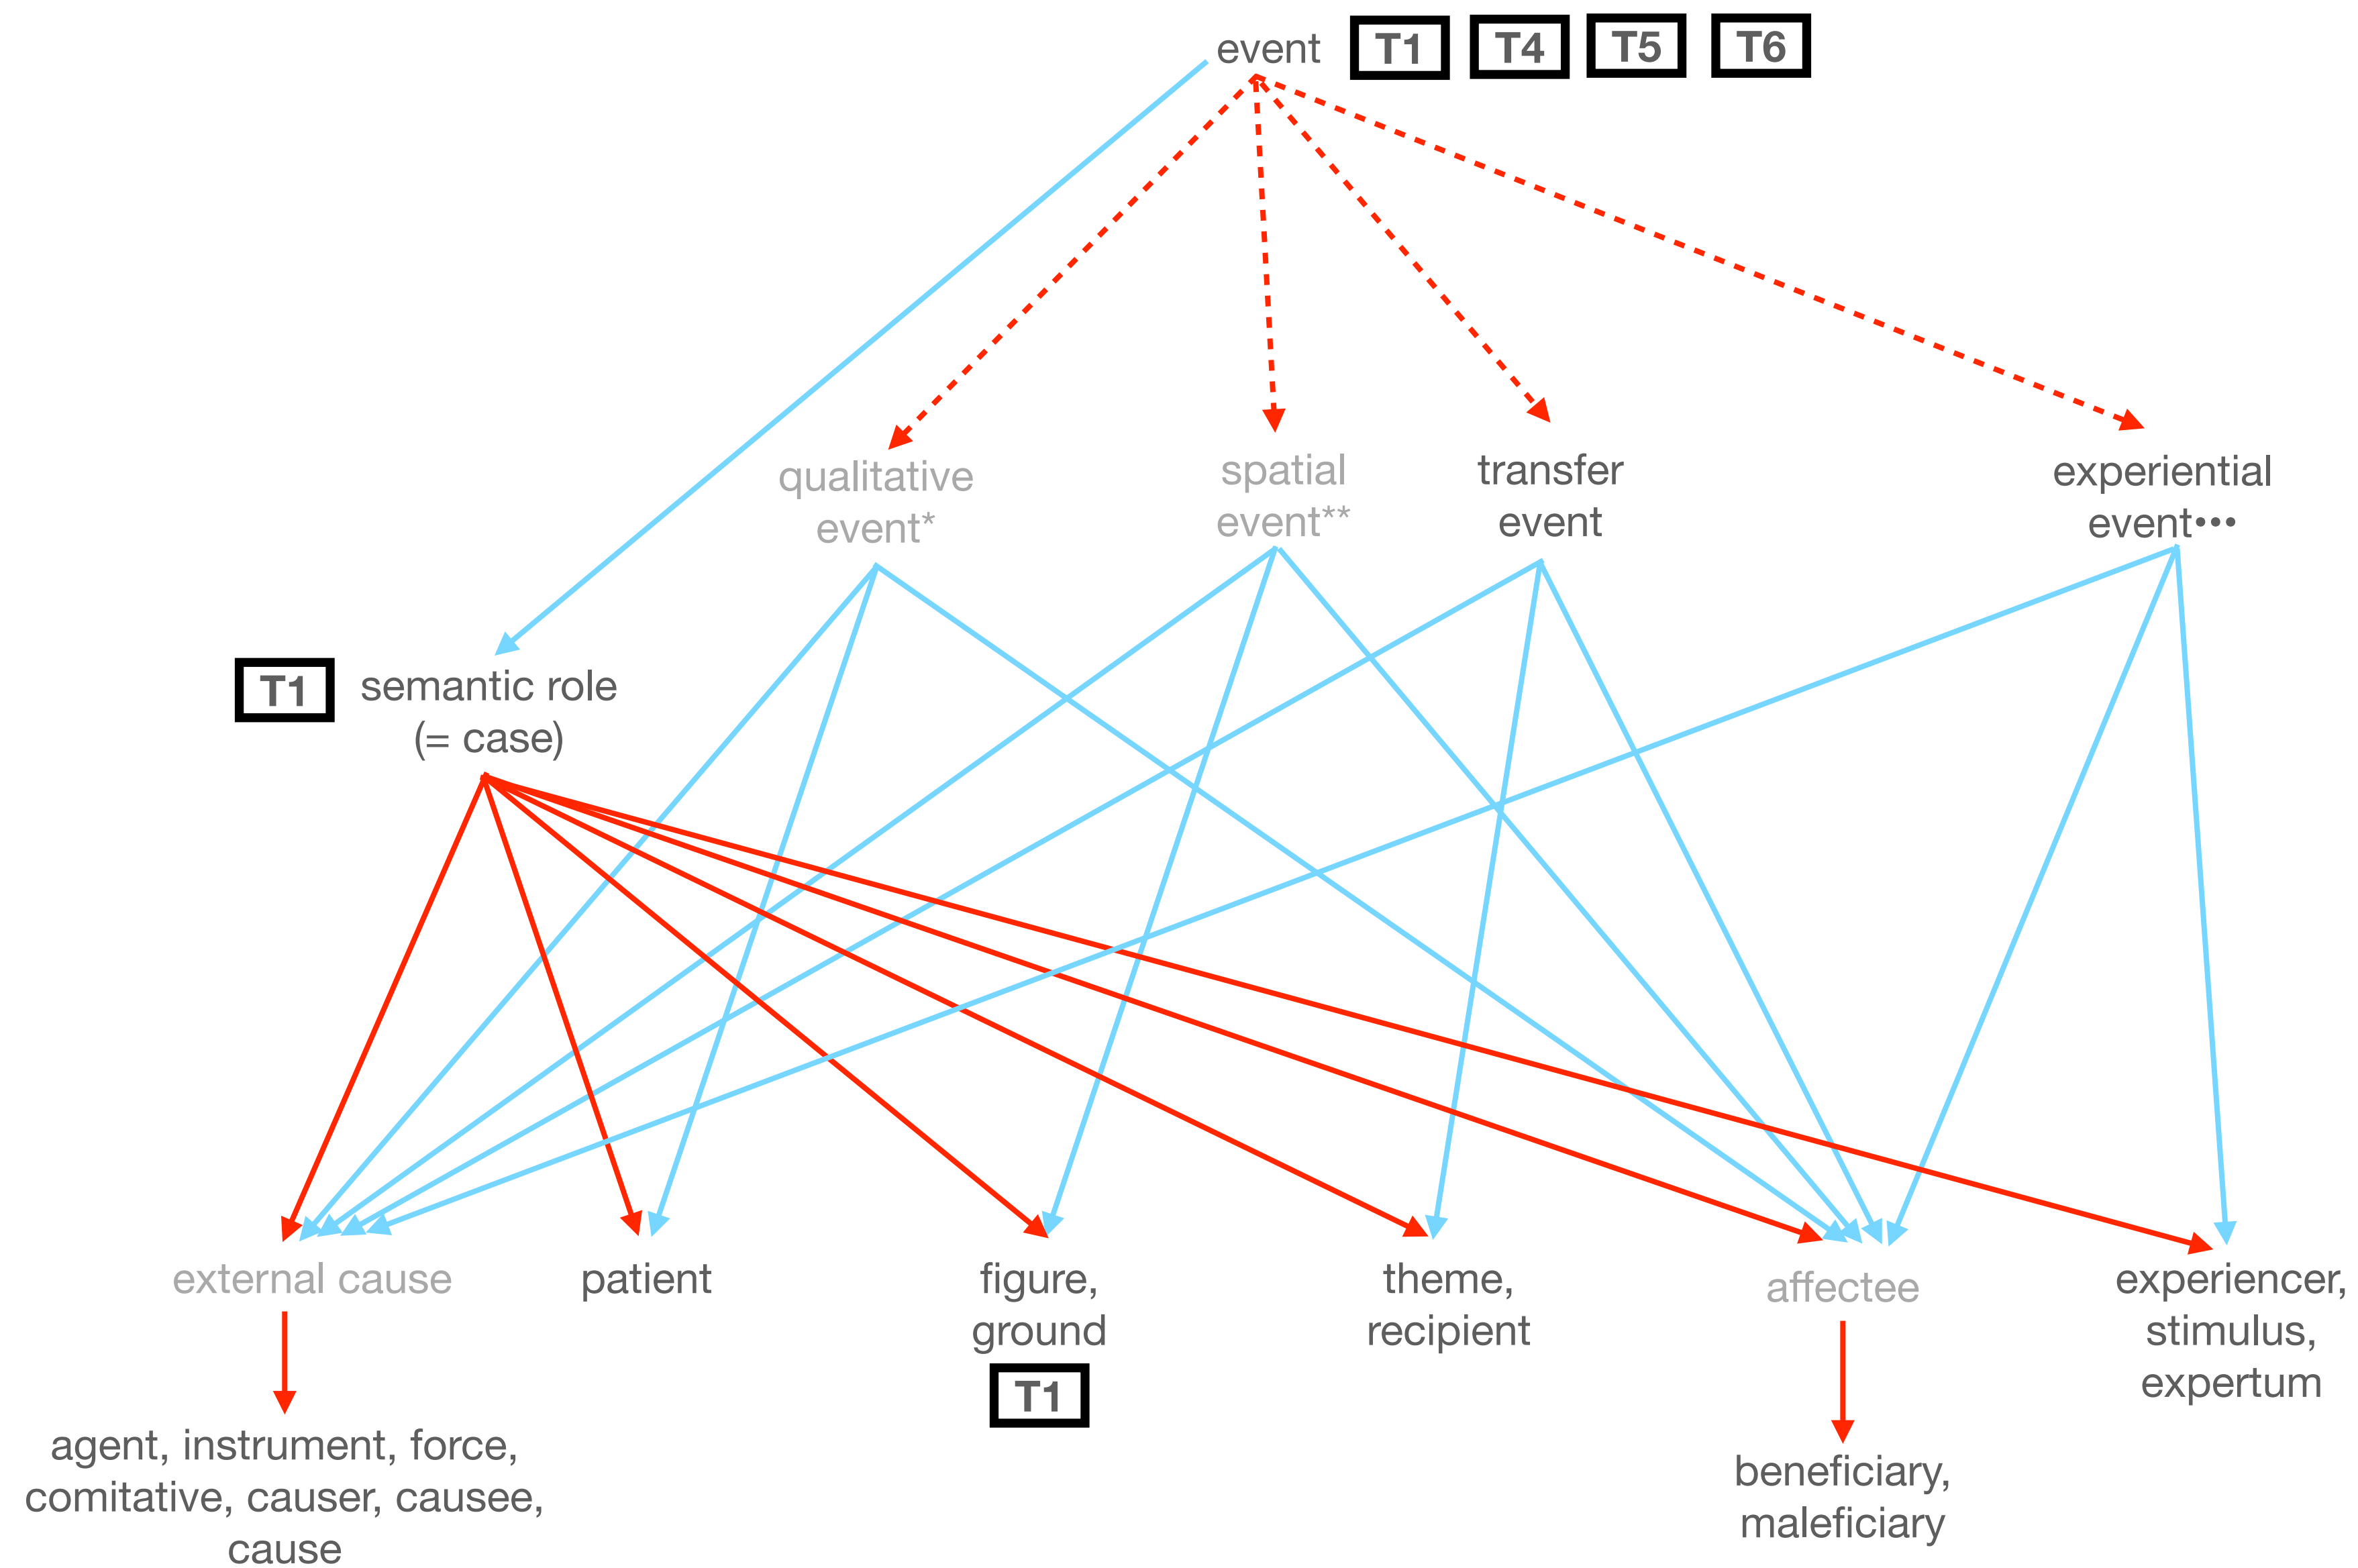 event T1 T4 T5 T6
qualitative
event*
spatial
event**
transfer
event
experiential
event•••
T1 semantic role
(= case)
external cause
patient
figure,
ground
T1
theme,
recipient
affectee
experiencer,
stimulus,
expertum
agent, instrument, force,
comitative, causer, causee,
cause
beneficiary,
maleficiary